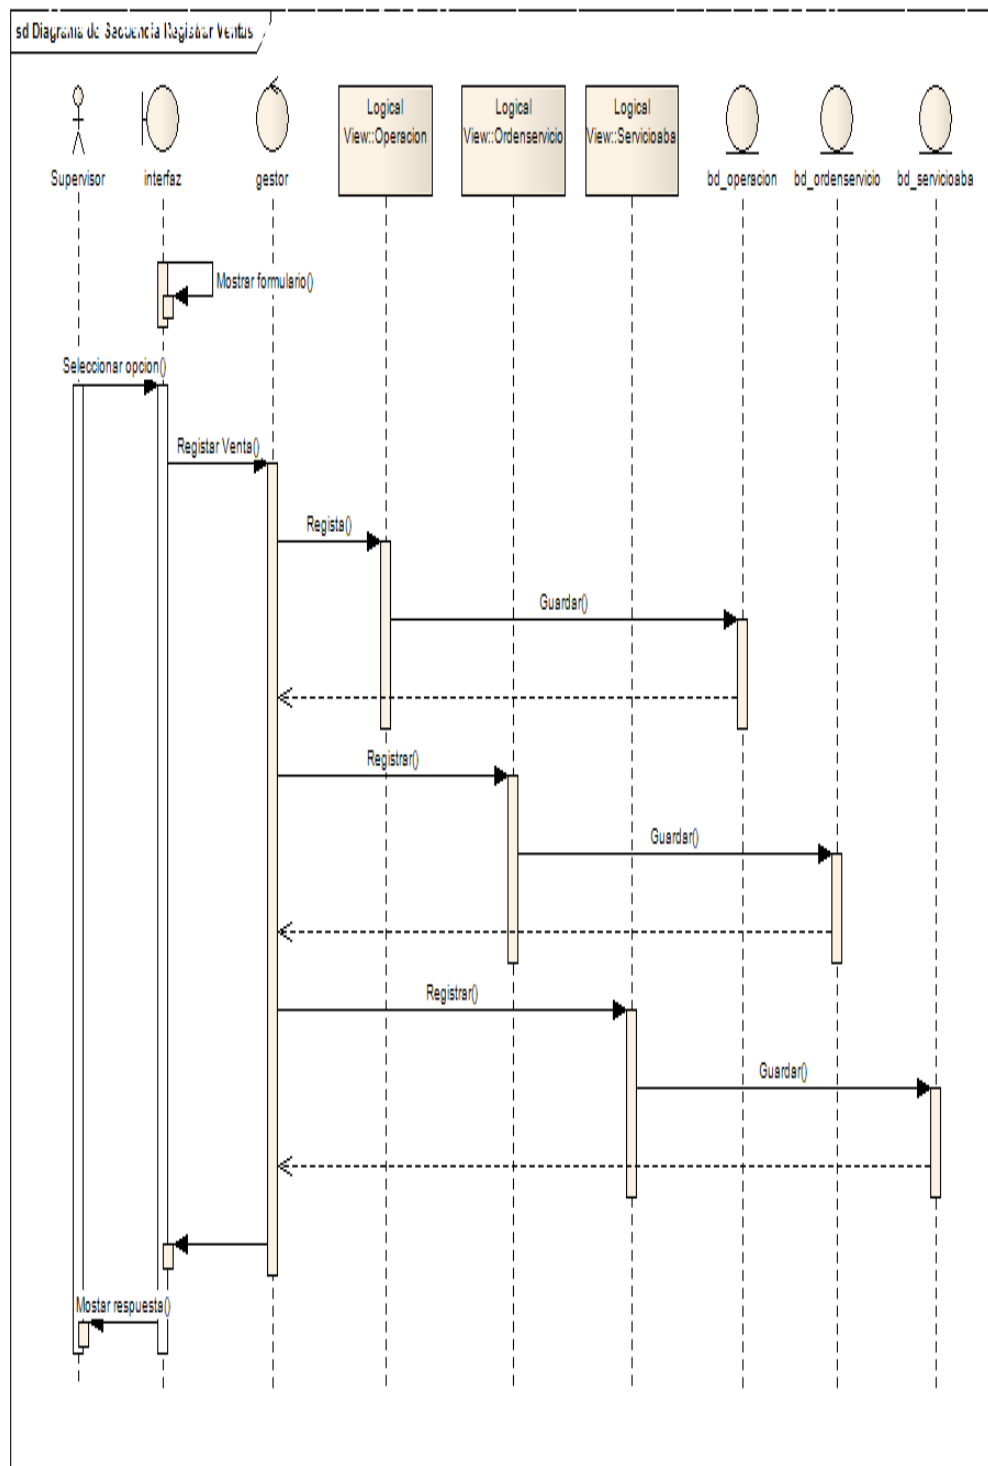 sd Diagrama de Secuencia Registrar Ventas
Supervisor
interfaz
gestor
Logical
View::Operacion
Logical
View::Ordenservicio
Logical
View::Servicioaba
bd_operacion
bd_ordenservicio
bd_servicioaba
Mostrar formulario()
Seleccionar opcion()
Registar Venta()
Regista()
Guardar()
Registrar()
Guardar()
Registrar()
Guardar()
Mostar respuesta()